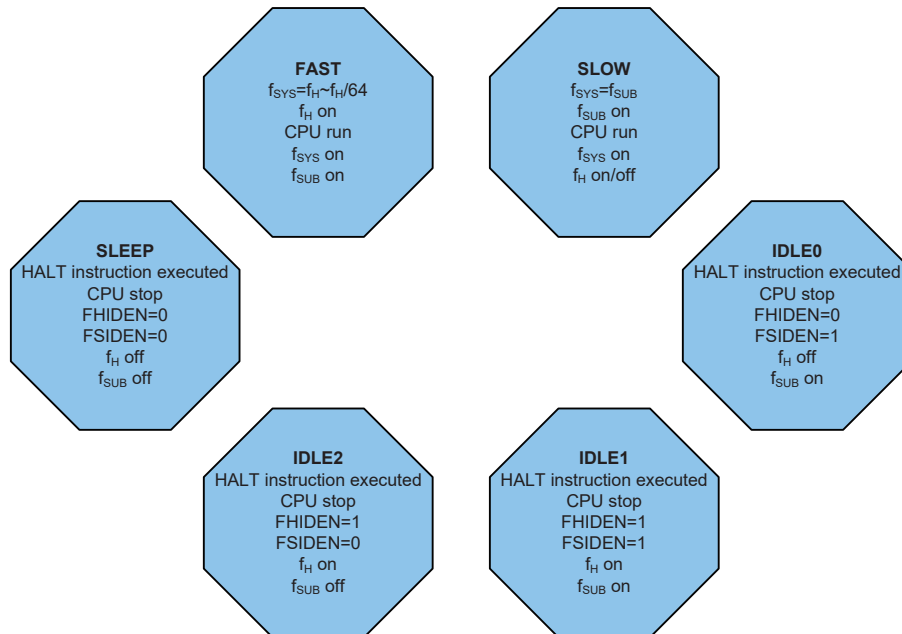 FAST
fSYS=fH~fH/64
fH on
CPU run
fSYS on
fSUB on
SLOW
fSYS=fSUB
fSUB on
CPU run
fSYS on
fH on/off
SLEEP
HALT instruction executed
CPU stop
FHIDEN=0
FSIDEN=0
fH off
fSUB off
IDLE0
HALT instruction executed
CPU stop
FHIDEN=0
FSIDEN=1
fH off
fSUB on
IDLE2
HALT instruction executed
CPU stop
FHIDEN=1
FSIDEN=0
fH on
fSUB off
IDLE1
HALT instruction executed
CPU stop
FHIDEN=1
FSIDEN=1
fH on
fSUB on